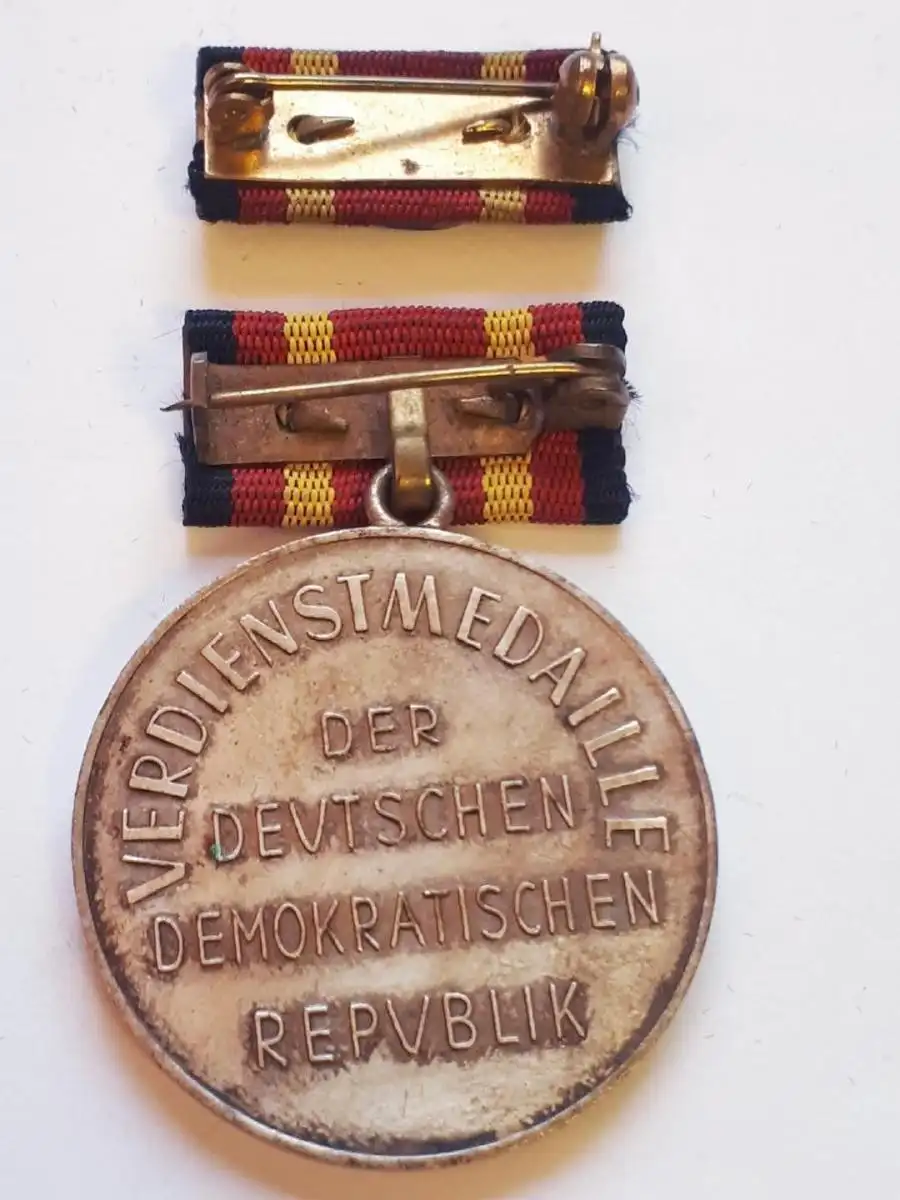 VERDIENSTMEDAILLE
DER
DEVTSCHEN
DEMOKRATISCHEN
REPVBLIK